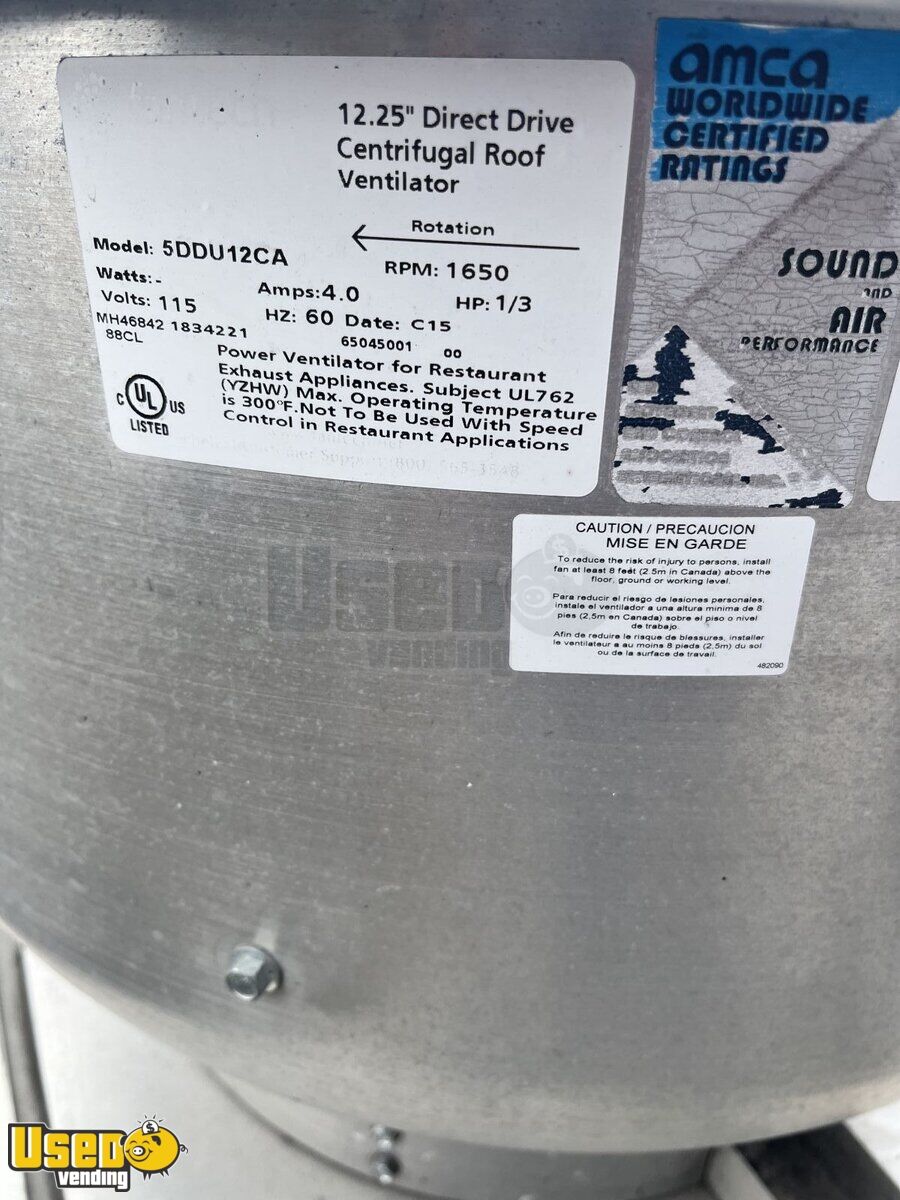 12.25" Direct Drive
Centrifugal Roof
Ventilator
Rotation
Model: 5DDU12CA
RPM: 1650
Watts:-
Amps:4.0
HP: 1/3
Volts: 115
HZ: 60 Date: C15
MH46842 1834221
65045001 00
88CL
Power Ventilator for Restaurant
Exhaust Appliances. Subject UL762
(YZHW) Max. Operating Temperature
is 300°F.Not To Be Used With Speed
Control in Restaurant Applications
C UL US
LISTED
amca
WORLDWIDE
CERTIFIED
RATINGS
SOUND
AND
AIR
PERFORMANCE
CAUTION / PRECAUCION
MISE EN GARDE
To reduce the risk of injury to persons, install
fan at least 8 feet (2.5m in Canada) above the
floor, ground or working level.
Para reducir el riesgo de lesiones personales,
instale el ventilador a una altura minima de 8
pies (2,5m en Canada) sobre el piso o nivel
de trabajo.
Afin de reduire le risque de blessures, installer
le ventilateur a au moins 8 pieds (2.5m) du sol
ou de la surface de travail.
482090
USED
USED
vending